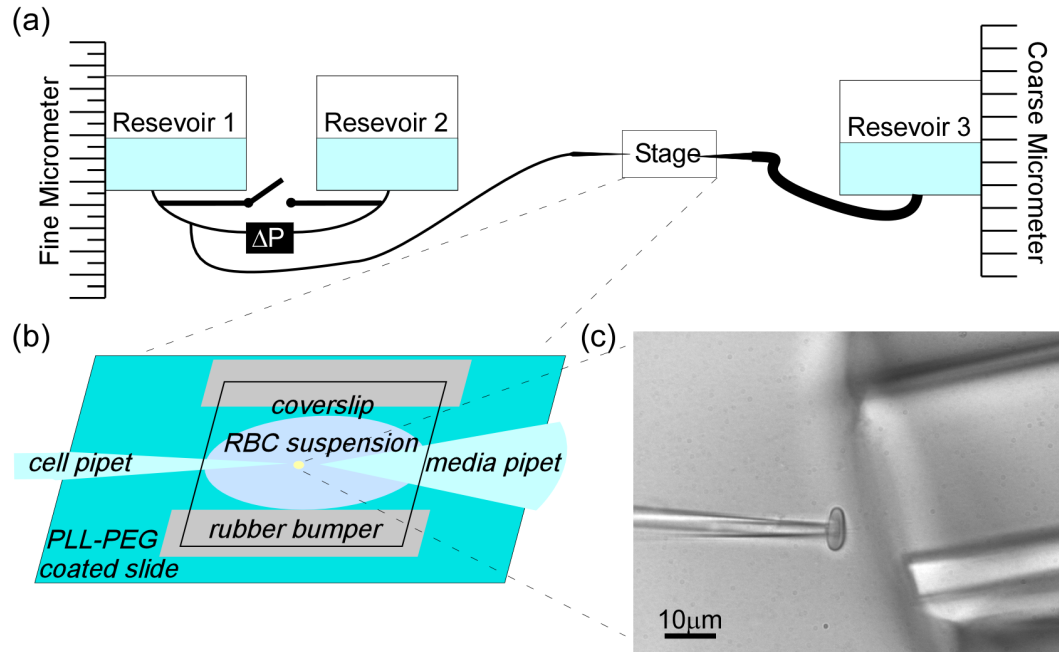 (a)
Fine Micrometer
Resevoir 1
Resevoir 2
ΔP
Stage
Resevoir 3
Coarse Micrometer
(b)
coverslip
RBC suspension
cell pipet
media pipet
rubber bumper
PLL-PEG
coated slide
(c)
10μm